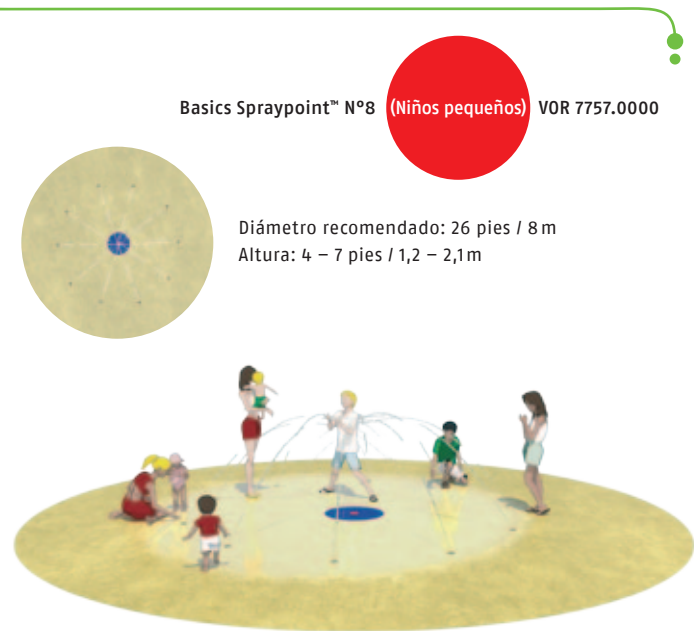 Basics Spraypoint™ Nº8 (Niños pequeños) VOR 7757.0000
Diámetro recomendado: 26 pies / 8 m
Altura: 4 – 7 pies / 1,2 – 2,1 m